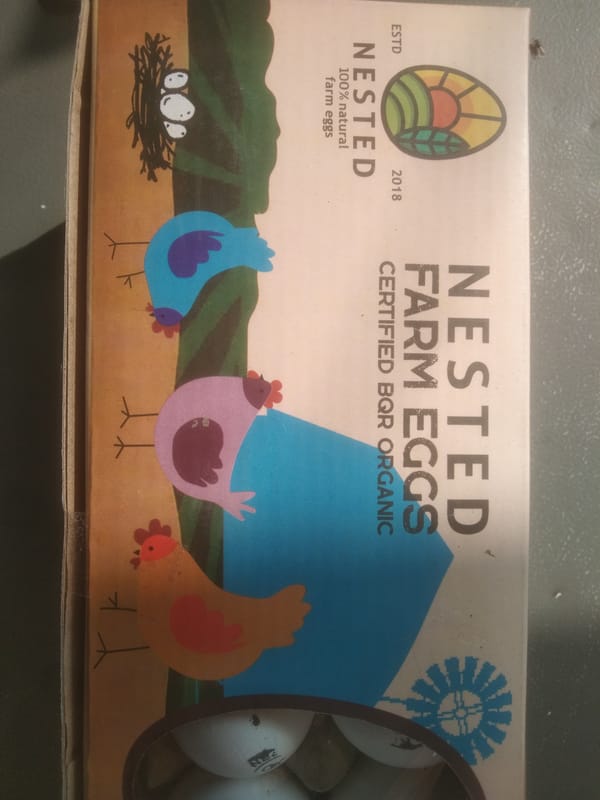 ESTD 2018
NESTED
100% natural
farm eggs
NESTED
FARM EGGS
CERTIFIED BQR ORGANIC